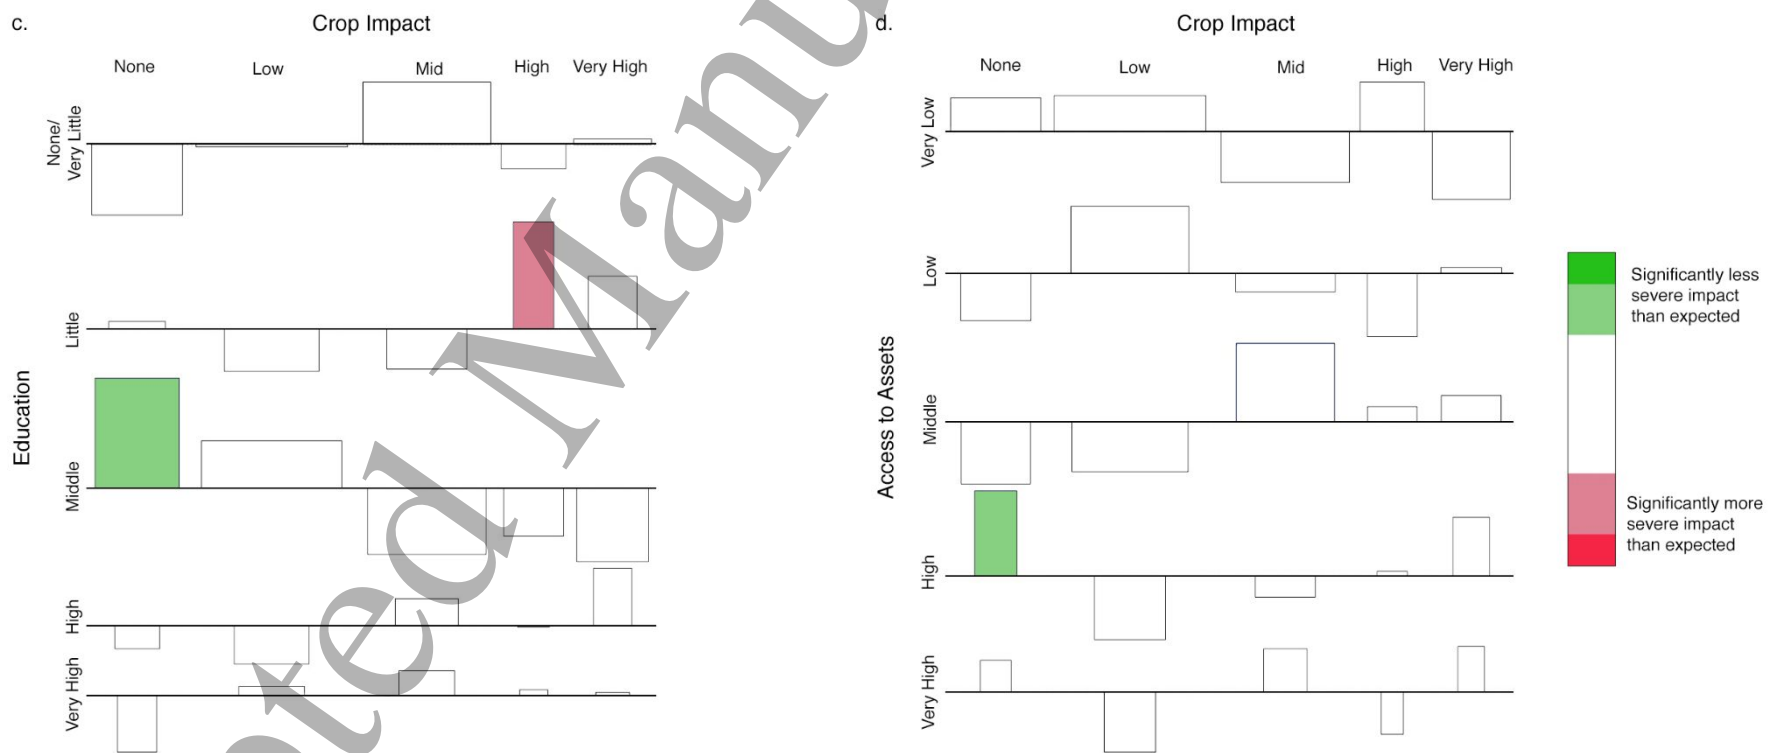 c.
Crop Impact
None Low Mid High Very High
None/
Very Little
Little
Middle
High
Very High
Education
d.
Crop Impact
None Low Mid High Very High
Very Low
Low
Middle
High
Very High
Access to Assets
Significantly less
severe impact
than expected
Significantly more
severe impact
than expected
ted Manu